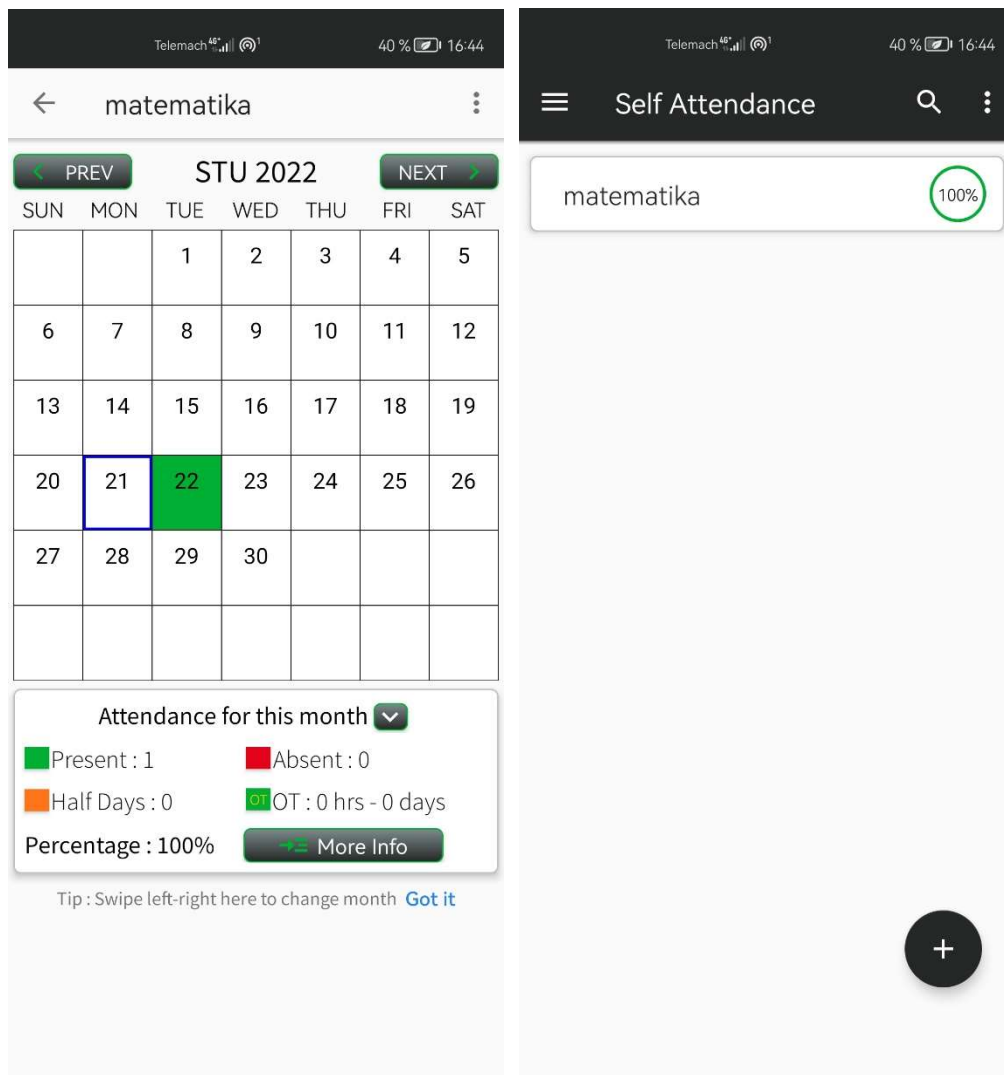 Telemach 4G+ 1 40 % 16:44
matematika
PREV STU 2022 NEXT
SUN MON TUE WED THU FRI SAT
1 2 3 4 5
6 7 8 9 10 11 12
13 14 15 16 17 18 19
20 21 22 23 24 25 26
27 28 29 30
Attendance for this month
Present : 1 Absent : 0
Half Days : 0 OT OT : 0 hrs - 0 days
Percentage : 100% More Info
Tip : Swipe left-right here to change month Got it
Telemach 4G+ 1 40 % 16:44
Self Attendance
matematika 100%
+